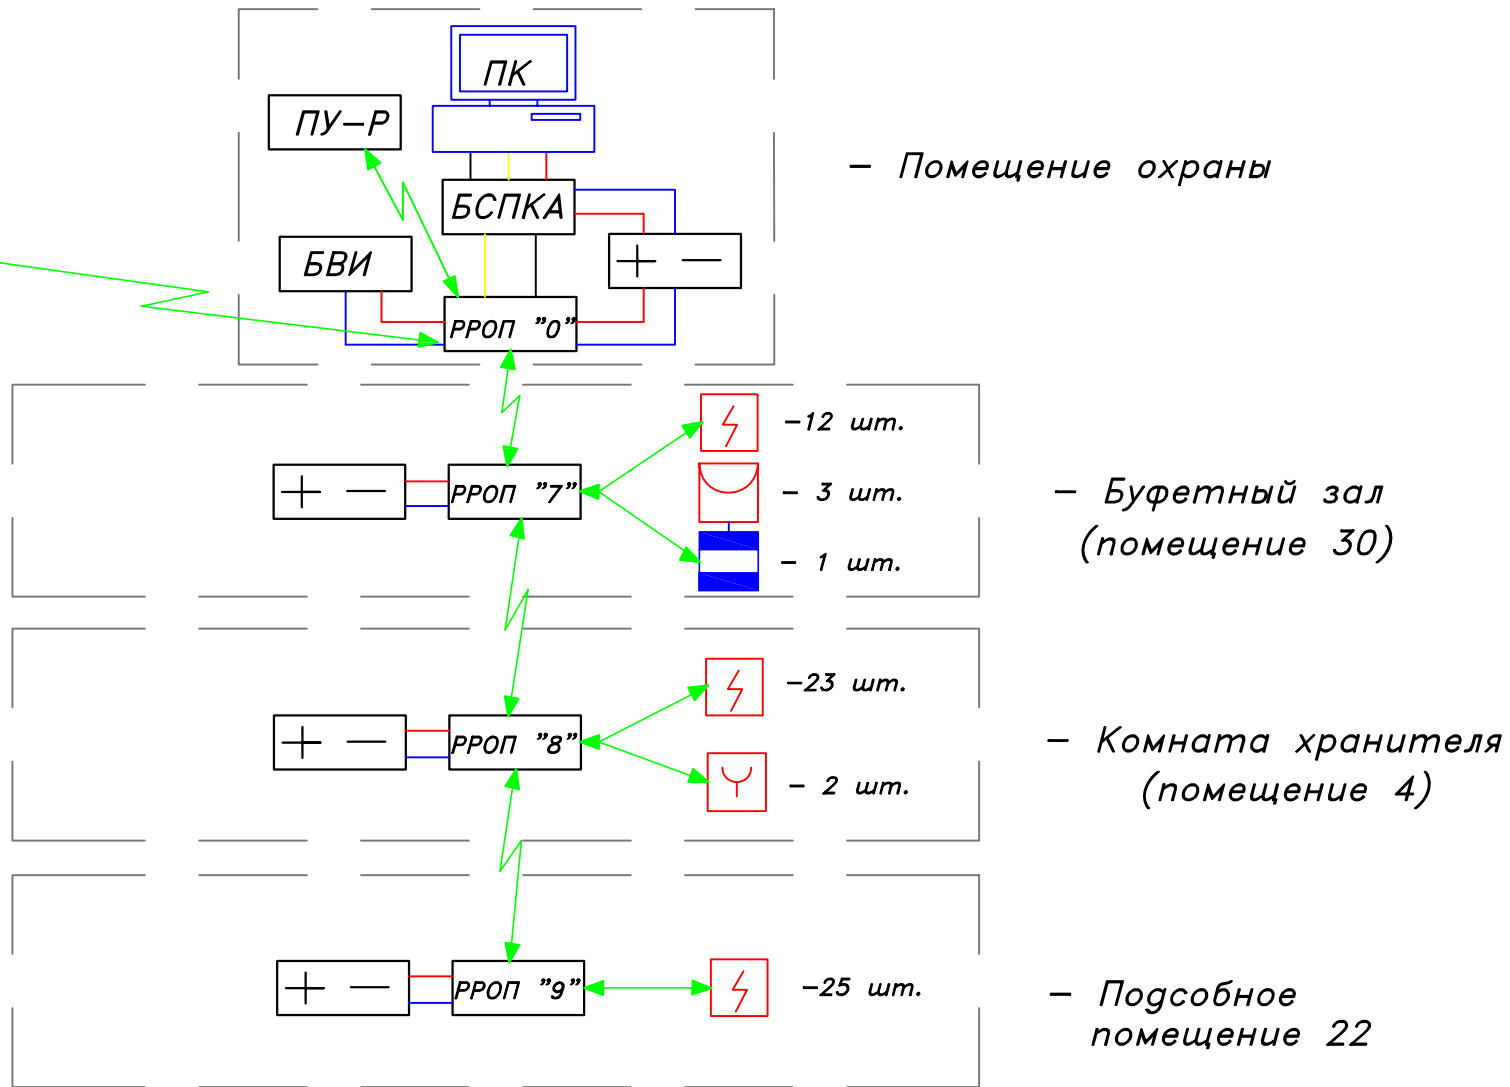 ПК
ПУ-Р
- Помещение охраны
БСПКА
БВИ
+ -
РРОП "0"
-12 шт.
+ -
РРОП "7"
- 3 шт.
- Буфетный зал
(помещение 30)
- 1 шт.
-23 шт.
+ -
РРОП "8"
- Комната хранителя
(помещение 4)
- 2 шт.
+ -
РРОП "9"
-25 шт.
- Подсобное
помещение 22